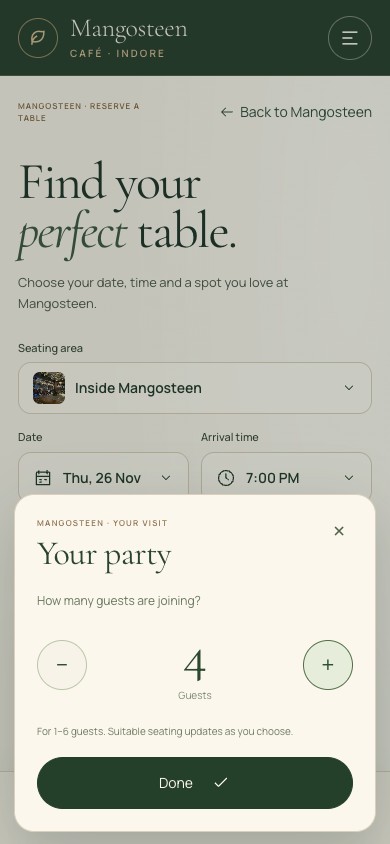 Mangosteen
CAFÉ · INDORE
MANGOSTEEN · RESERVE A
TABLE
← Back to Mangosteen
Find your
perfect table.
Choose your date, time and a spot you love at
Mangosteen.
Seating area
Inside Mangosteen
Date
Arrival time
Thu, 26 Nov
7:00 PM
MANGOSTEEN · YOUR VISIT
Your party
How many guests are joining?
4
Guests
For 1–6 guests. Suitable seating updates as you choose.
Done